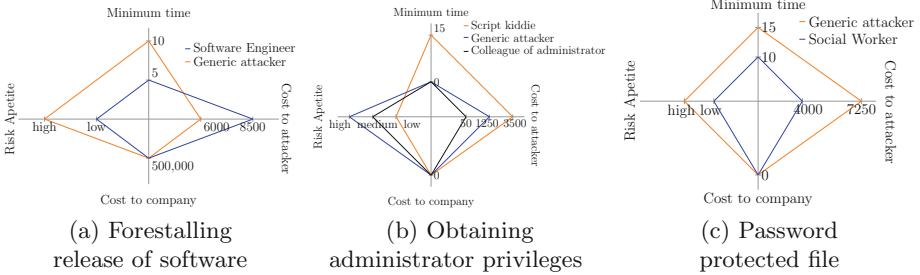 Minimum time
10
5
Software Engineer
Generic attacker
Risk Apetite
Cost to attacker
high
low
6000
8500
500,000
Cost to company
(a) Forestalling
release of software
Minimum time
15
Script kiddie
Generic attacker
Colleague of administrator
0
Risk Apetite
Cost to attacker
high
medium
low
50
1250
3500
0
Cost to company
(b) Obtaining
administrator privileges
Minimum time
15
Generic attacker
Social Worker
10
Risk Apetite
Cost to attacker
high
low
4000
7250
0
Cost to company
(c) Password
protected file